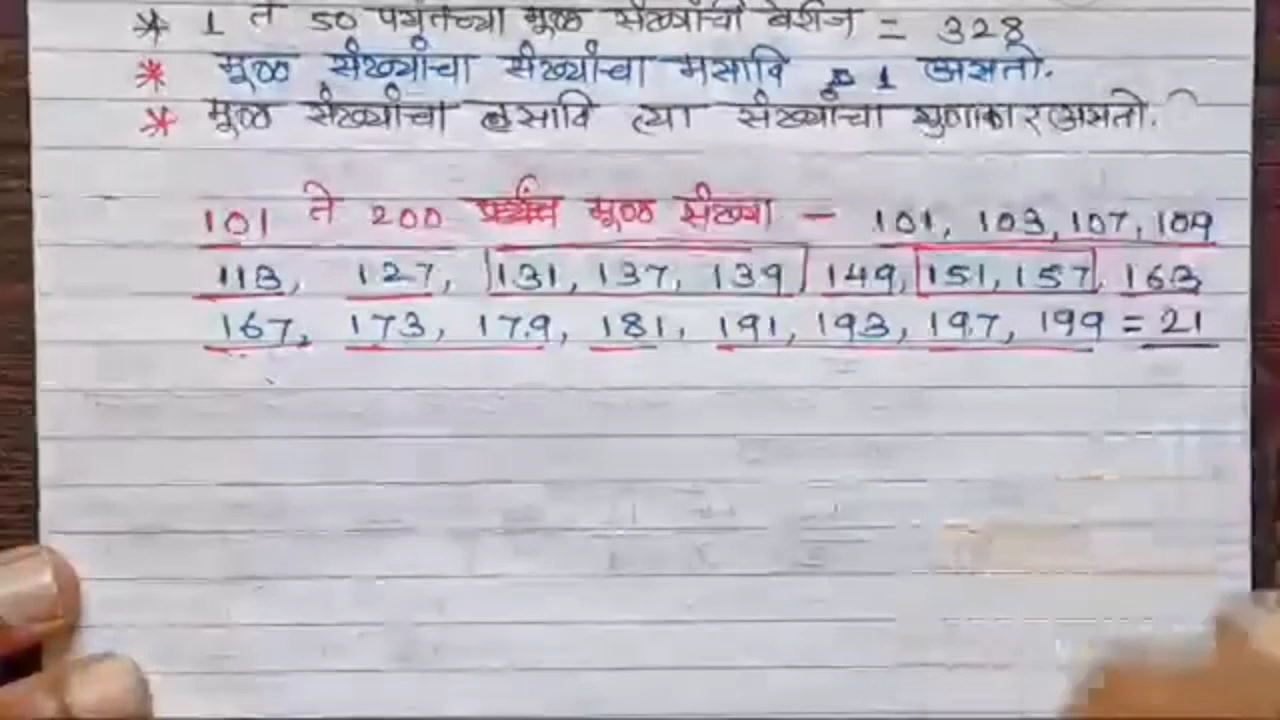 * 1 ते 50 पर्यंतच्या मूळ संख्यांची बेरीज = 328
* मूळ संख्यांचा संख्यांचा मसावि 1 असतो.
* मूळ संख्यांचा लसावि त्या संख्यांचा गुणाकार असतो.
101 ते 200 पर्यंत मूळ संख्या - 101, 103, 107, 109
113, 127, 131, 137, 139 149, 151, 157, 163
167, 173, 179, 181, 191, 193, 197, 199 = 21